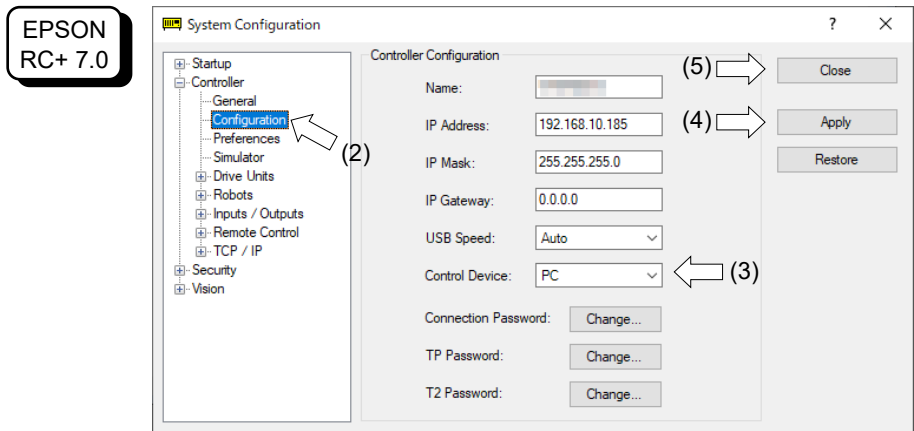 EPSON
RC+ 7.0
System Configuration
?
Startup
Controller
General
Configuration
Preferences
Simulator
Drive Units
Robots
Inputs / Outputs
Remote Control
TCP / IP
Security
Vision
(2)
Controller Configuration
Name:
IP Address: 192.168.10.185
IP Mask: 255.255.255.0
IP Gateway: 0.0.0.0
USB Speed: Auto
Control Device: PC
(3)
Connection Password: Change...
TP Password: Change...
T2 Password: Change...
(5) Close
(4) Apply
Restore